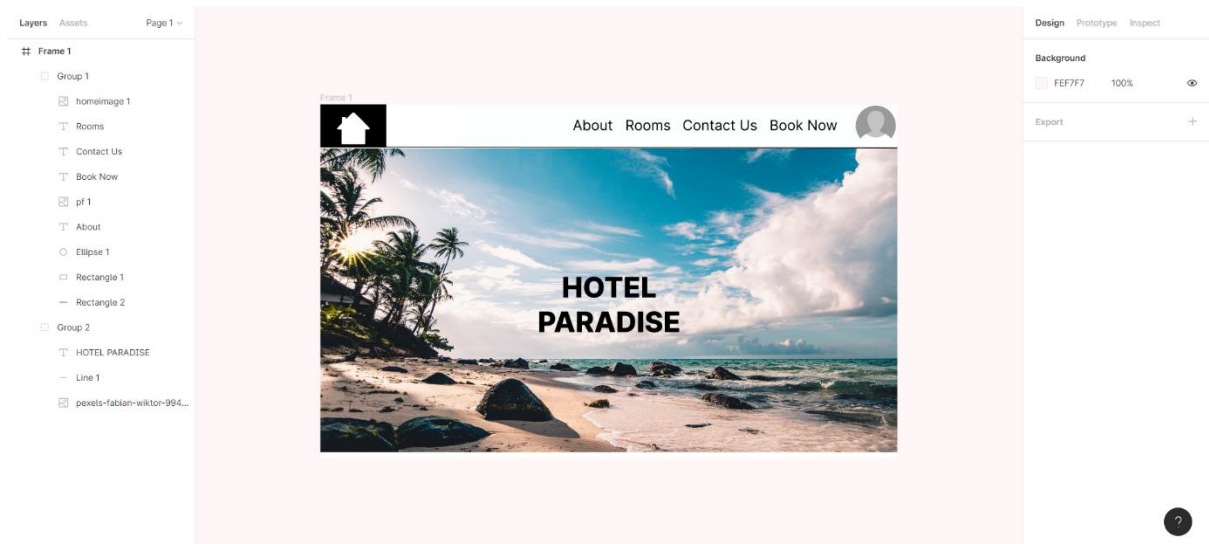 Layers Assets Page 1
Frame 1
Group 1
homeimage 1
Rooms
Contact Us
Book Now
pf 1
About
Ellipse 1
Rectangle 1
Rectangle 2
Group 2
HOTEL PARADISE
Line 1
pexels-fabian-wiktor-994...
Frame 1
About Rooms Contact Us Book Now
HOTEL
PARADISE
Design Prototype Inspect
Background
FEF7F7 100%
Export
?